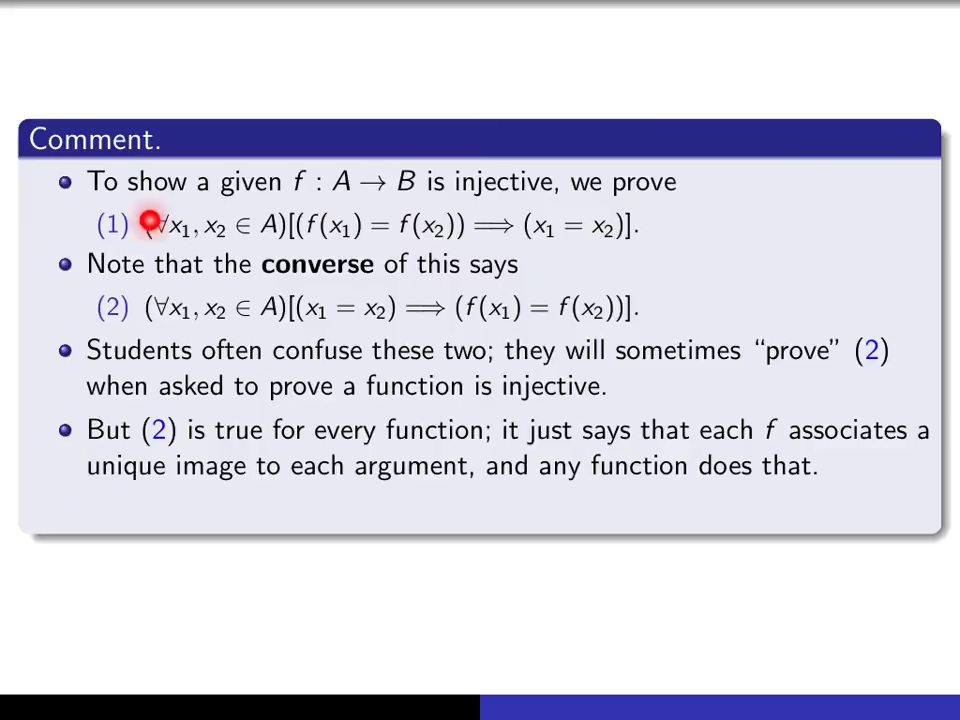 Comment.
To show a given f : A → B is injective, we prove
(1) (∀x₁, x₂ ∈ A)[(f(x₁) = f(x₂)) ⟹ (x₁ = x₂)].
Note that the converse of this says
(2) (∀x₁, x₂ ∈ A)[(x₁ = x₂) ⟹ (f(x₁) = f(x₂))].
Students often confuse these two; they will sometimes “prove” (2)
when asked to prove a function is injective.
But (2) is true for every function; it just says that each f associates a
unique image to each argument, and any function does that.